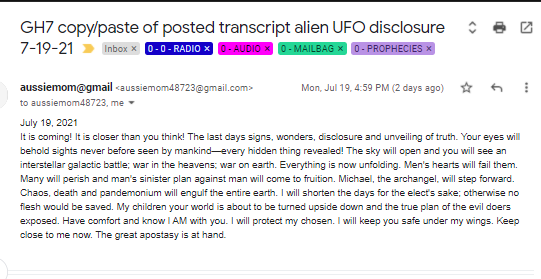 GH7 copy/paste of posted transcript alien UFO disclosure
7-19-21 Inbox × 0 - 0 - RADIO × 0 - AUDIO × 0 - MAILBAG × 0 - PROPHECIES ×
aussiemom@gmail <aussiemom48723@gmail.com> Mon, Jul 19, 4:59 PM (2 days ago)
to aussiemom48723, me
July 19, 2021
It is coming! It is closer than you think! The last days signs, wonders, disclosure and unveiling of truth. Your eyes will
behold sights never before seen by mankind—every hidden thing revealed! The sky will open and you will see an
interstellar galactic battle; war in the heavens; war on earth. Everything is now unfolding. Men's hearts will fail them.
Many will perish and man's sinister plan against man will come to fruition. Michael, the archangel, will step forward.
Chaos, death and pandemonium will engulf the entire earth. I will shorten the days for the elect's sake; otherwise no
flesh would be saved. My children your world is about to be turned upside down and the true plan of the evil doers
exposed. Have comfort and know I AM with you. I will protect my chosen. I will keep you safe under my wings. Keep
close to me now. The great apostasy is at hand.